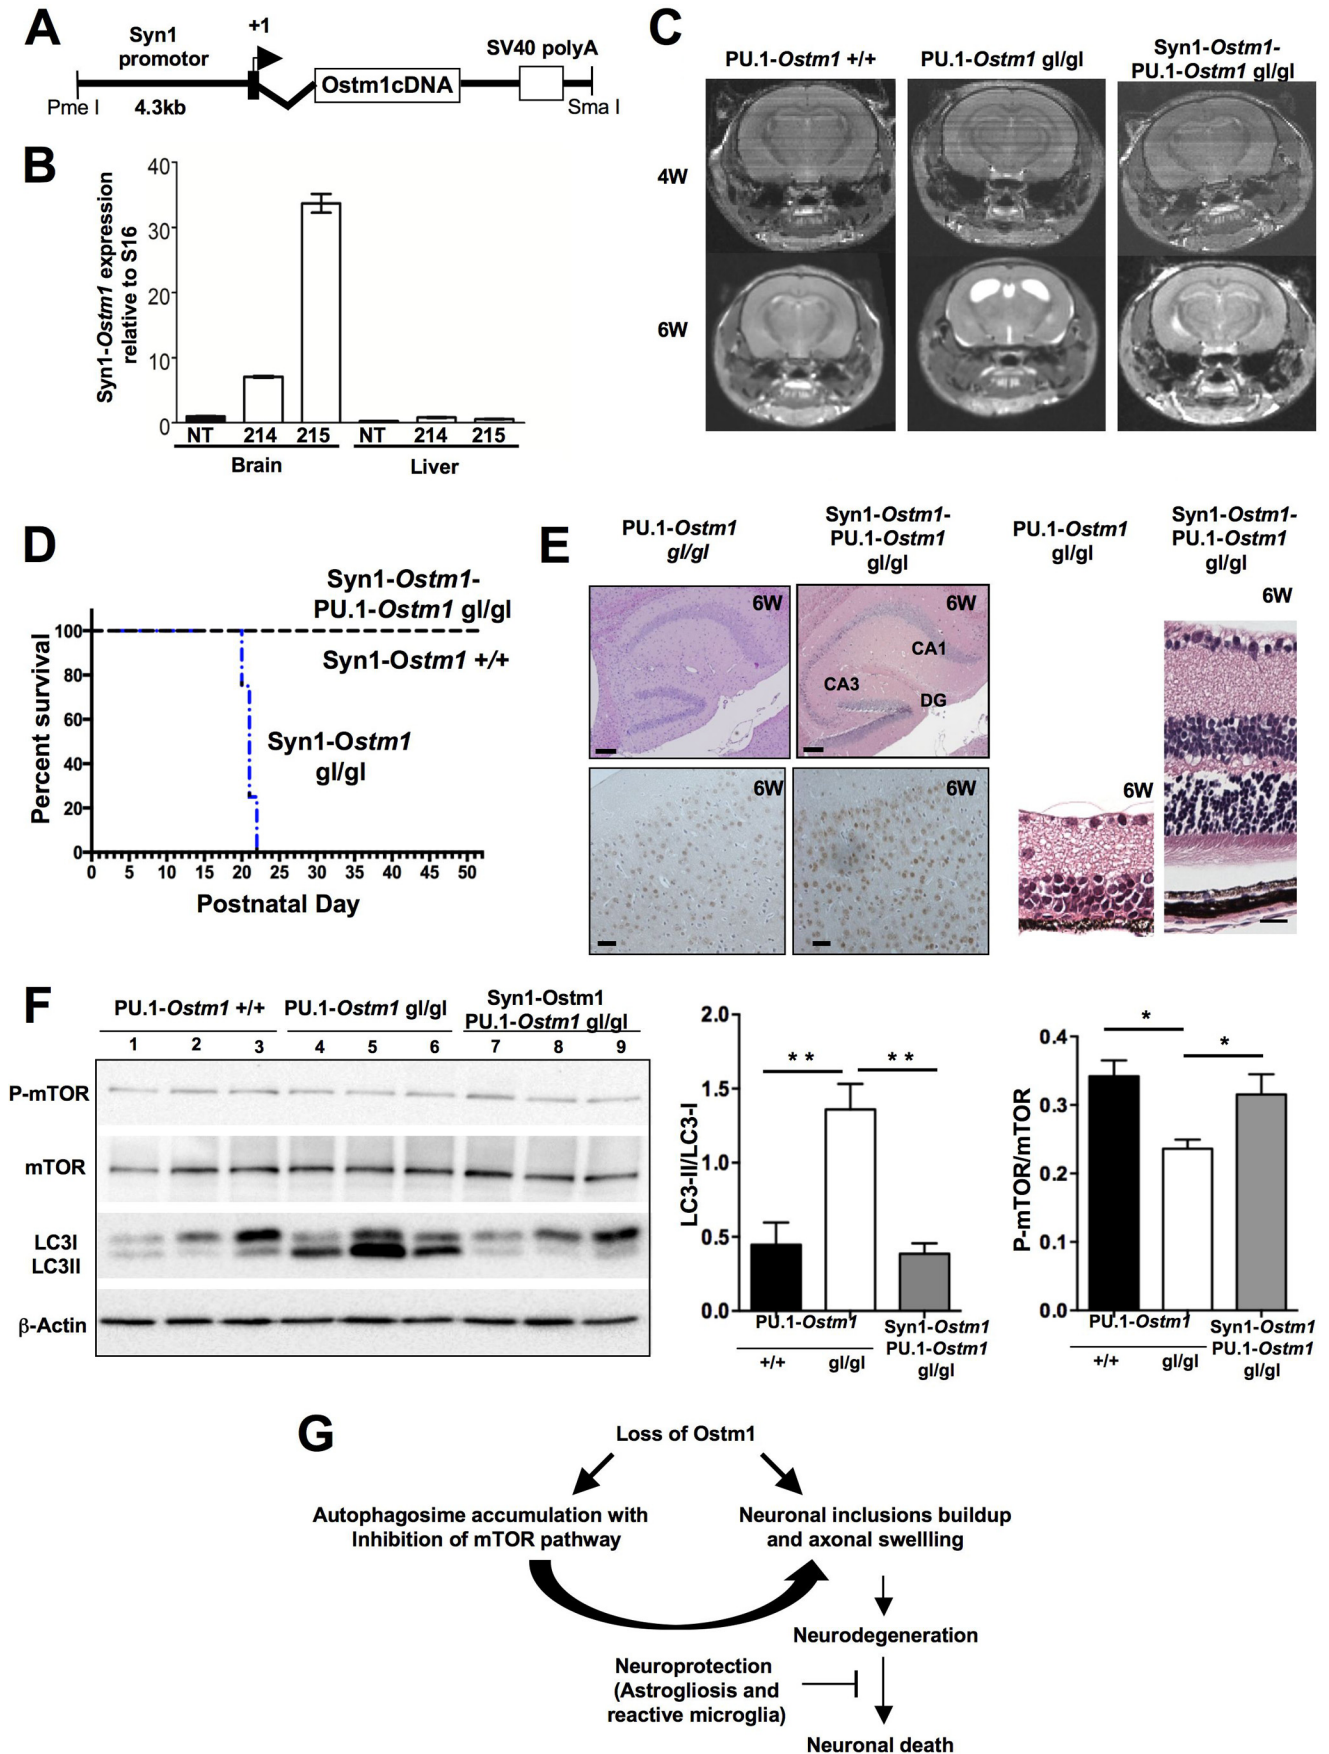 A
Syn1
promotor
+1
SV40 polyA
Ostm1cDNA
Pme I
4.3kb
Sma I
B
Syn1-Ostm1 expression
relative to S16
40
30
20
10
0
NT
214
215
NT
214
215
Brain
Liver
C
PU.1-Ostm1 +/+
PU.1-Ostm1 gl/gl
Syn1-Ostm1-
PU.1-Ostm1 gl/gl
4W
6W
D
Percent survival
100
80
60
40
20
0
Syn1-Ostm1-
PU.1-Ostm1 gl/gl
Syn1-Ostm1 +/+
Syn1-Ostm1
gl/gl
0 5 10 15 20 25 30 35 40 45 50
Postnatal Day
E
PU.1-Ostm1
gl/gl
Syn1-Ostm1-
PU.1-Ostm1
gl/gl
PU.1-Ostm1
gl/gl
Syn1-Ostm1-
PU.1-Ostm1
gl/gl
6W
6W
CA1
CA3
DG
6W
6W
6W
6W
F
PU.1-Ostm1 +/+
PU.1-Ostm1 gl/gl
Syn1-Ostm1
PU.1-Ostm1 gl/gl
1 2 3 4 5 6 7 8 9
P-mTOR
mTOR
LC3I
LC3II
β-Actin
LC3-II/LC3-I
2.0
1.5
1.0
0.5
0.0
* *
* *
PU.1-Ostm1
+/+
gl/gl
Syn1-Ostm1
PU.1-Ostm1
gl/gl
P-mTOR/mTOR
0.4
0.3
0.2
0.1
0.0
*
*
PU.1-Ostm1
+/+
gl/gl
Syn1-Ostm1
PU.1-Ostm1
gl/gl
G
Loss of Ostm1
Autophagosime accumulation with
Inhibition of mTOR pathway
Neuronal inclusions buildup
and axonal swellling
Neurodegeneration
Neuroprotection
(Astrogliosis and
reactive microglia)
Neuronal death